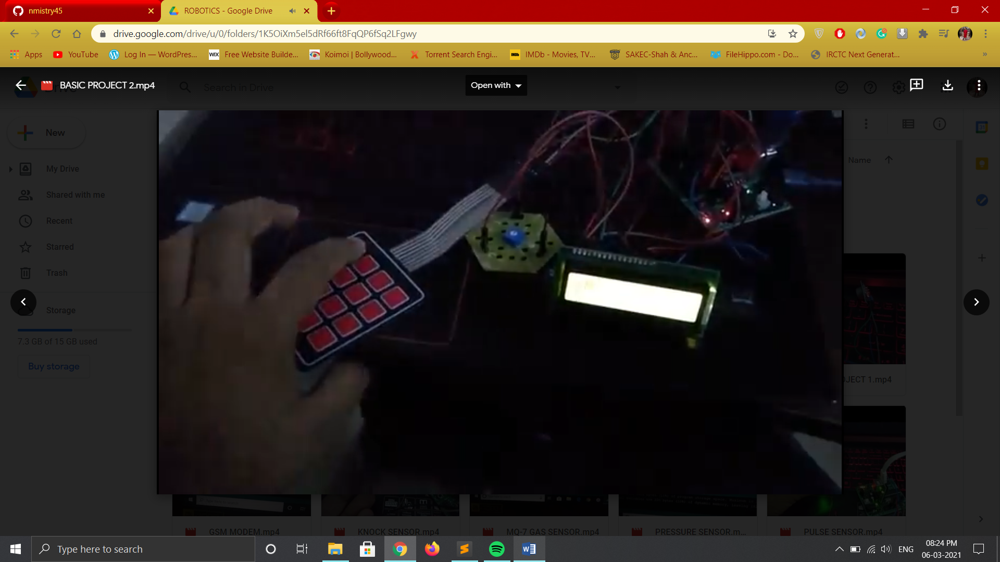 nmistry45
ROBOTICS - Google Drive
drive.google.com/drive/u/0/folders/1K5OiXm5el5dRf66ft8FqQP6fSq2LFgwy
Apps
YouTube
Log In — WordPres...
WIX Free Website Builde...
Koimoi | Bollywood...
Torrent Search Engi...
IMDb IMDb - Movies, TV...
SAKEC-Shah & Anc...
FileHippo.com - Do...
IRCTC Next Generat...
»
BASIC PROJECT 2.mp4
Search in Drive
Open with
New
My Drive
Shared with me
Recent
Starred
Trash
Storage
7.3 GB of 15 GB used
Buy storage
Name
JECT 1.mp4
GSM MODEM.mp4
KNOCK SENSOR.mp4
MQ-7 GAS SENSOR.mp4
PRESSURE SENSOR.m...
PULSE SENSOR.mp4
Type here to search
ENG
08:24 PM
06-03-2021